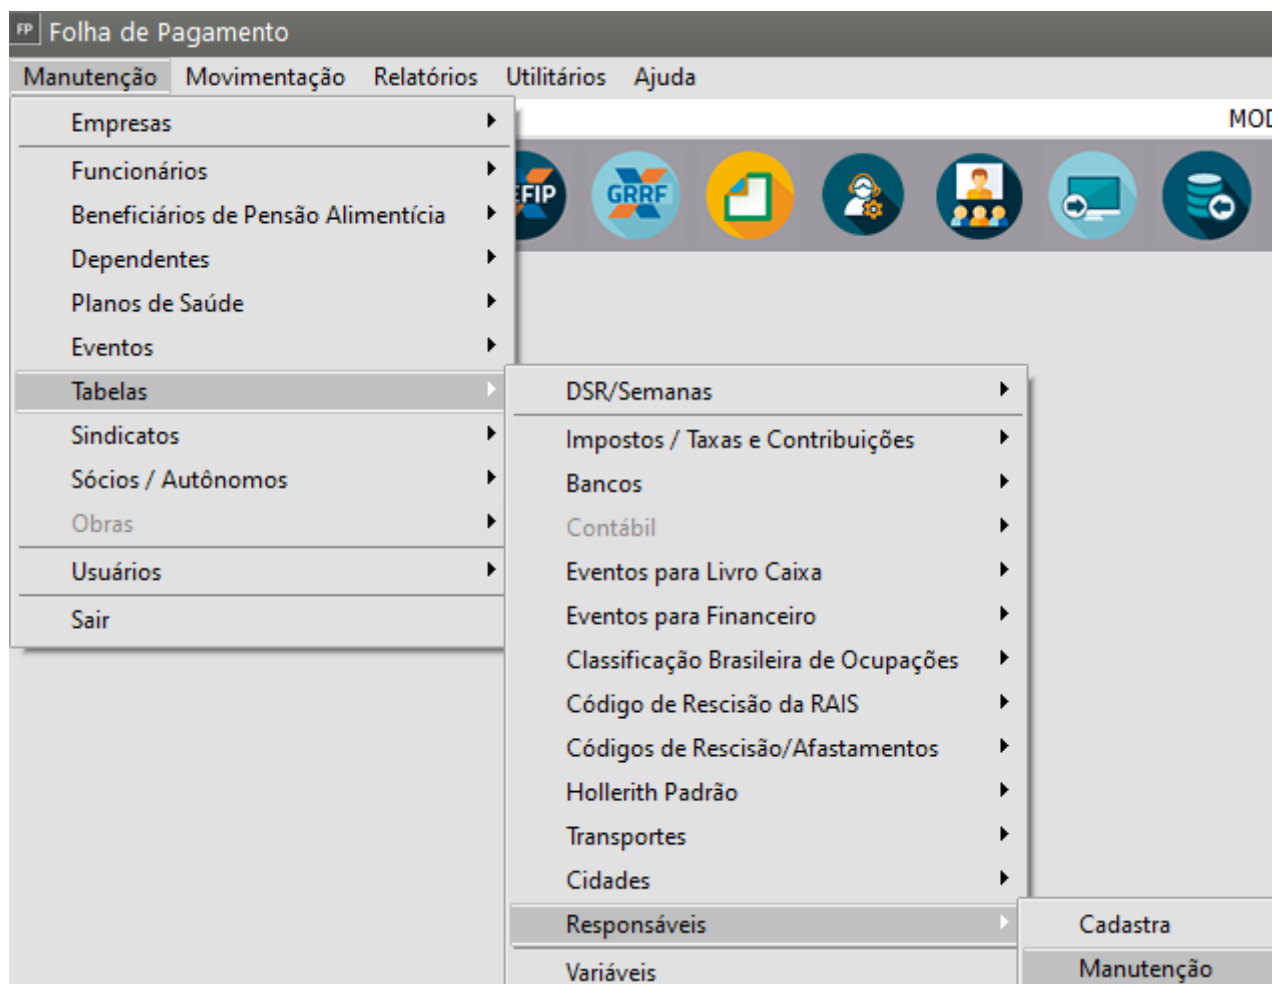 FP Folha de Pagamento
Manutenção Movimentação Relatórios Utilitários Ajuda
Empresas
Funcionários
Beneficiários de Pensão Alimentícia
Dependentes
Planos de Saúde
Eventos
Tabelas
Sindicatos
Sócios / Autônomos
Obras
Usuários
Sair
MOD
EFIP
GRRF
DSR/Semanas
Impostos / Taxas e Contribuições
Bancos
Contábil
Eventos para Livro Caixa
Eventos para Financeiro
Classificação Brasileira de Ocupações
Código de Rescisão da RAIS
Códigos de Rescisão/Afastamentos
Hollerith Padrão
Transportes
Cidades
Responsáveis
Variáveis
Cadastra
Manutenção